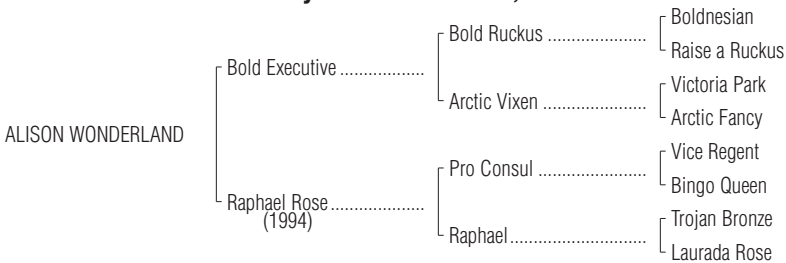 Boldnesian
Bold Ruckus ....................
Raise a Ruckus
Bold Executive .................
Victoria Park
Arctic Vixen .....................
Arctic Fancy
ALISON WONDERLAND
Vice Regent
Pro Consul ......................
Bingo Queen
Raphael Rose ...................
(1994)
Trojan Bronze
Raphael...........................
Laurada Rose